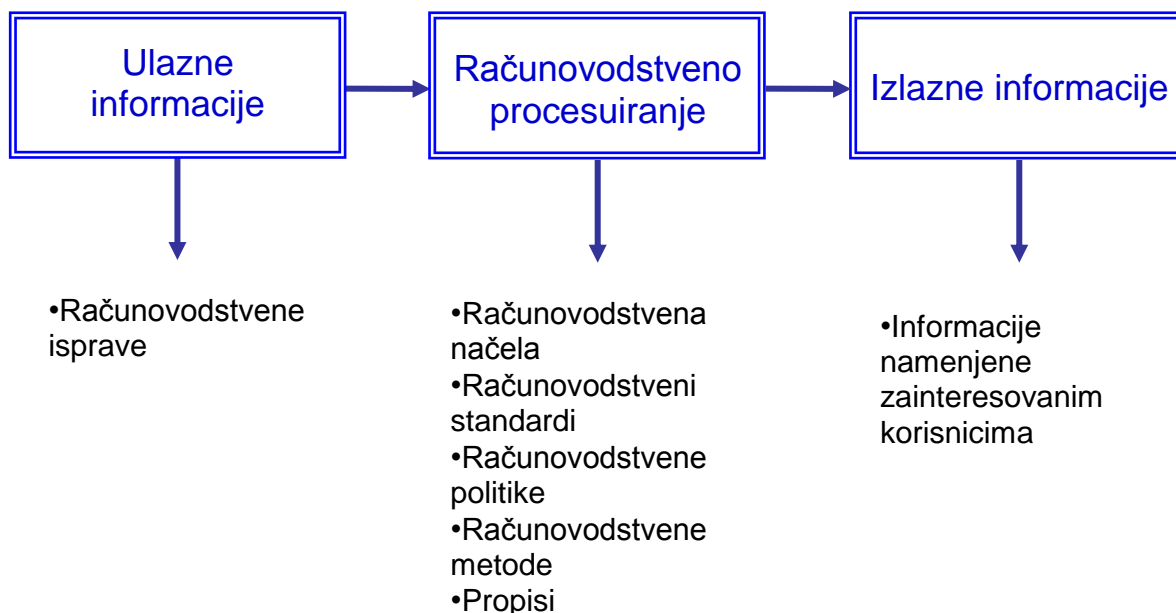 Ulazne
informacije
Računovodstveno
procesuiranje
Izlazne informacije
•Računovodstvene
isprave
•Računovodstvena
načela
•Računovodstveni
standardi
•Računovodstvene
politike
•Računovodstvene
metode
•Propisi
•Informacije
namenjene
zainteresovanim
korisnicima